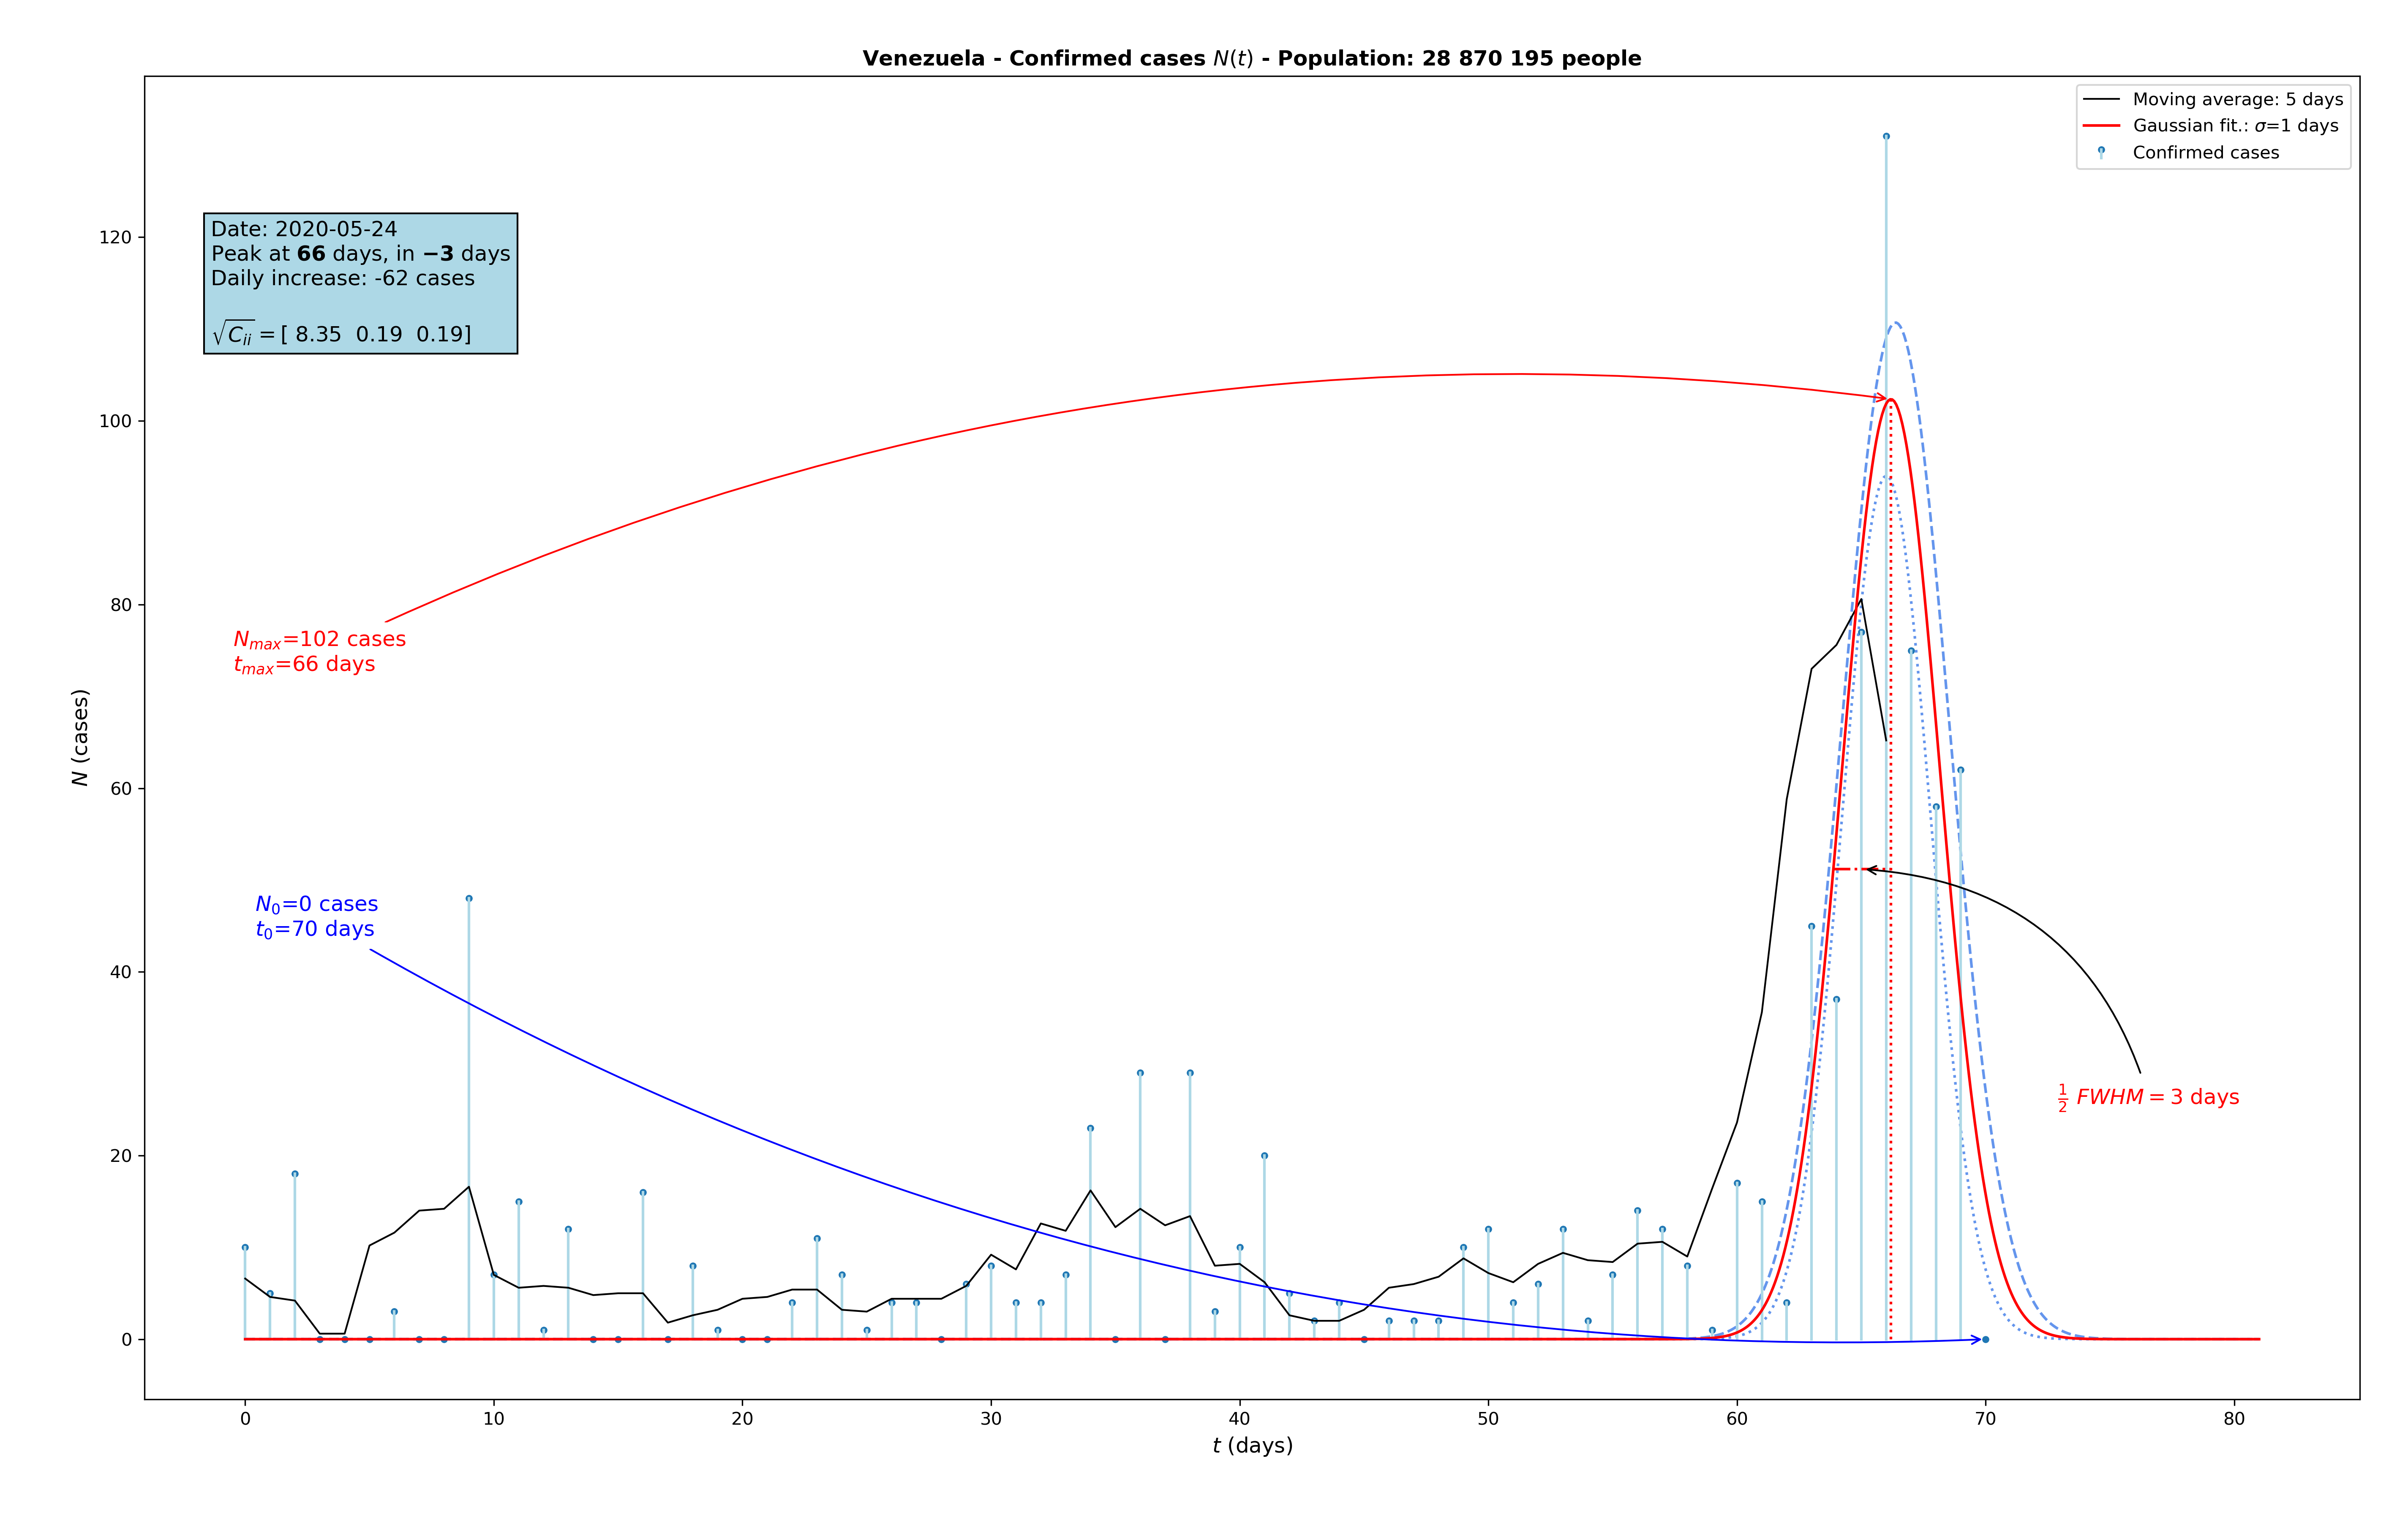 Venezuela - Confirmed cases N(t) - Population: 28 870 195 people
Moving average: 5 days
Gaussian fit.: σ=1 days
Confirmed cases
Date: 2020-05-24
Peak at 66 days, in −3 days
Daily increase: -62 cases
√C_ii = [ 8.35 0.19 0.19]
N_max=102 cases
t_max=66 days
N_0=0 cases
t_0=70 days
½ FWHM = 3 days
N (cases)
120
100
80
60
40
20
0
0 10 20 30 40 50 60 70 80
t (days)